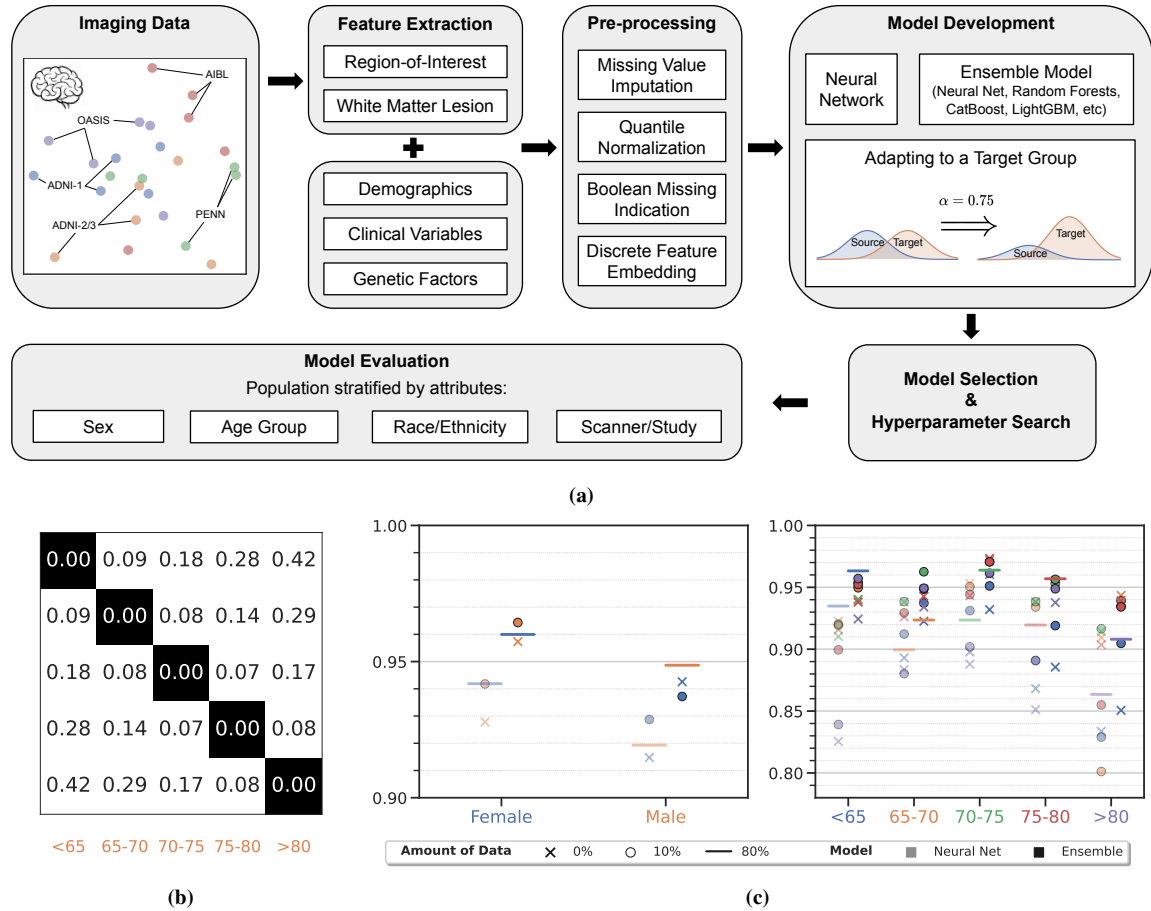 Imaging Data
AIBL
OASIS
ADNI-1
ADNI-2/3
PENN
Feature Extraction
Region-of-Interest
White Matter Lesion
Demographics
Clinical Variables
Genetic Factors
Pre-processing
Missing Value
Imputation
Quantile
Normalization
Boolean Missing
Indication
Discrete Feature
Embedding
Model Development
Neural
Network
Ensemble Model
(Neural Net, Random Forests,
CatBoost, LightGBM, etc)
Adapting to a Target Group
α = 0.75
Source Target
Target
Source
Model Evaluation
Population stratified by attributes:
Sex
Age Group
Race/Ethnicity
Scanner/Study
Model Selection
&
Hyperparameter Search
(a)
0.00 0.09 0.18 0.28 0.42
0.09 0.00 0.08 0.14 0.29
0.18 0.08 0.00 0.07 0.17
0.28 0.14 0.07 0.00 0.08
0.42 0.29 0.17 0.08 0.00
<65 65-70 70-75 75-80 >80
(b)
1.00
0.95
0.90
Female Male
1.00
0.95
0.90
0.85
0.80
<65 65-70 70-75 75-80 >80
Amount of Data 0% 10% 80% Model Neural Net Ensemble
(c)